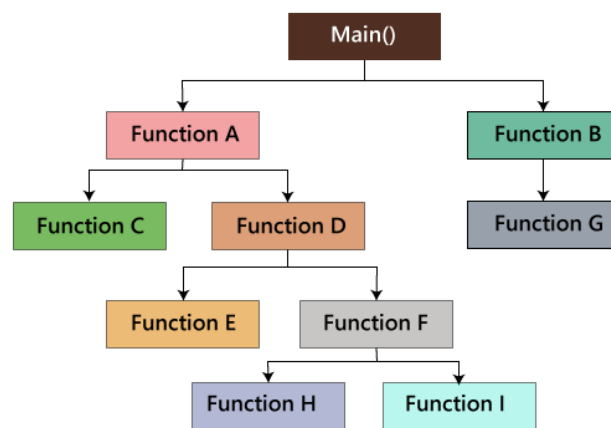 Main()
Function A
Function B
Function C
Function D
Function G
Function E
Function F
Function H
Function I